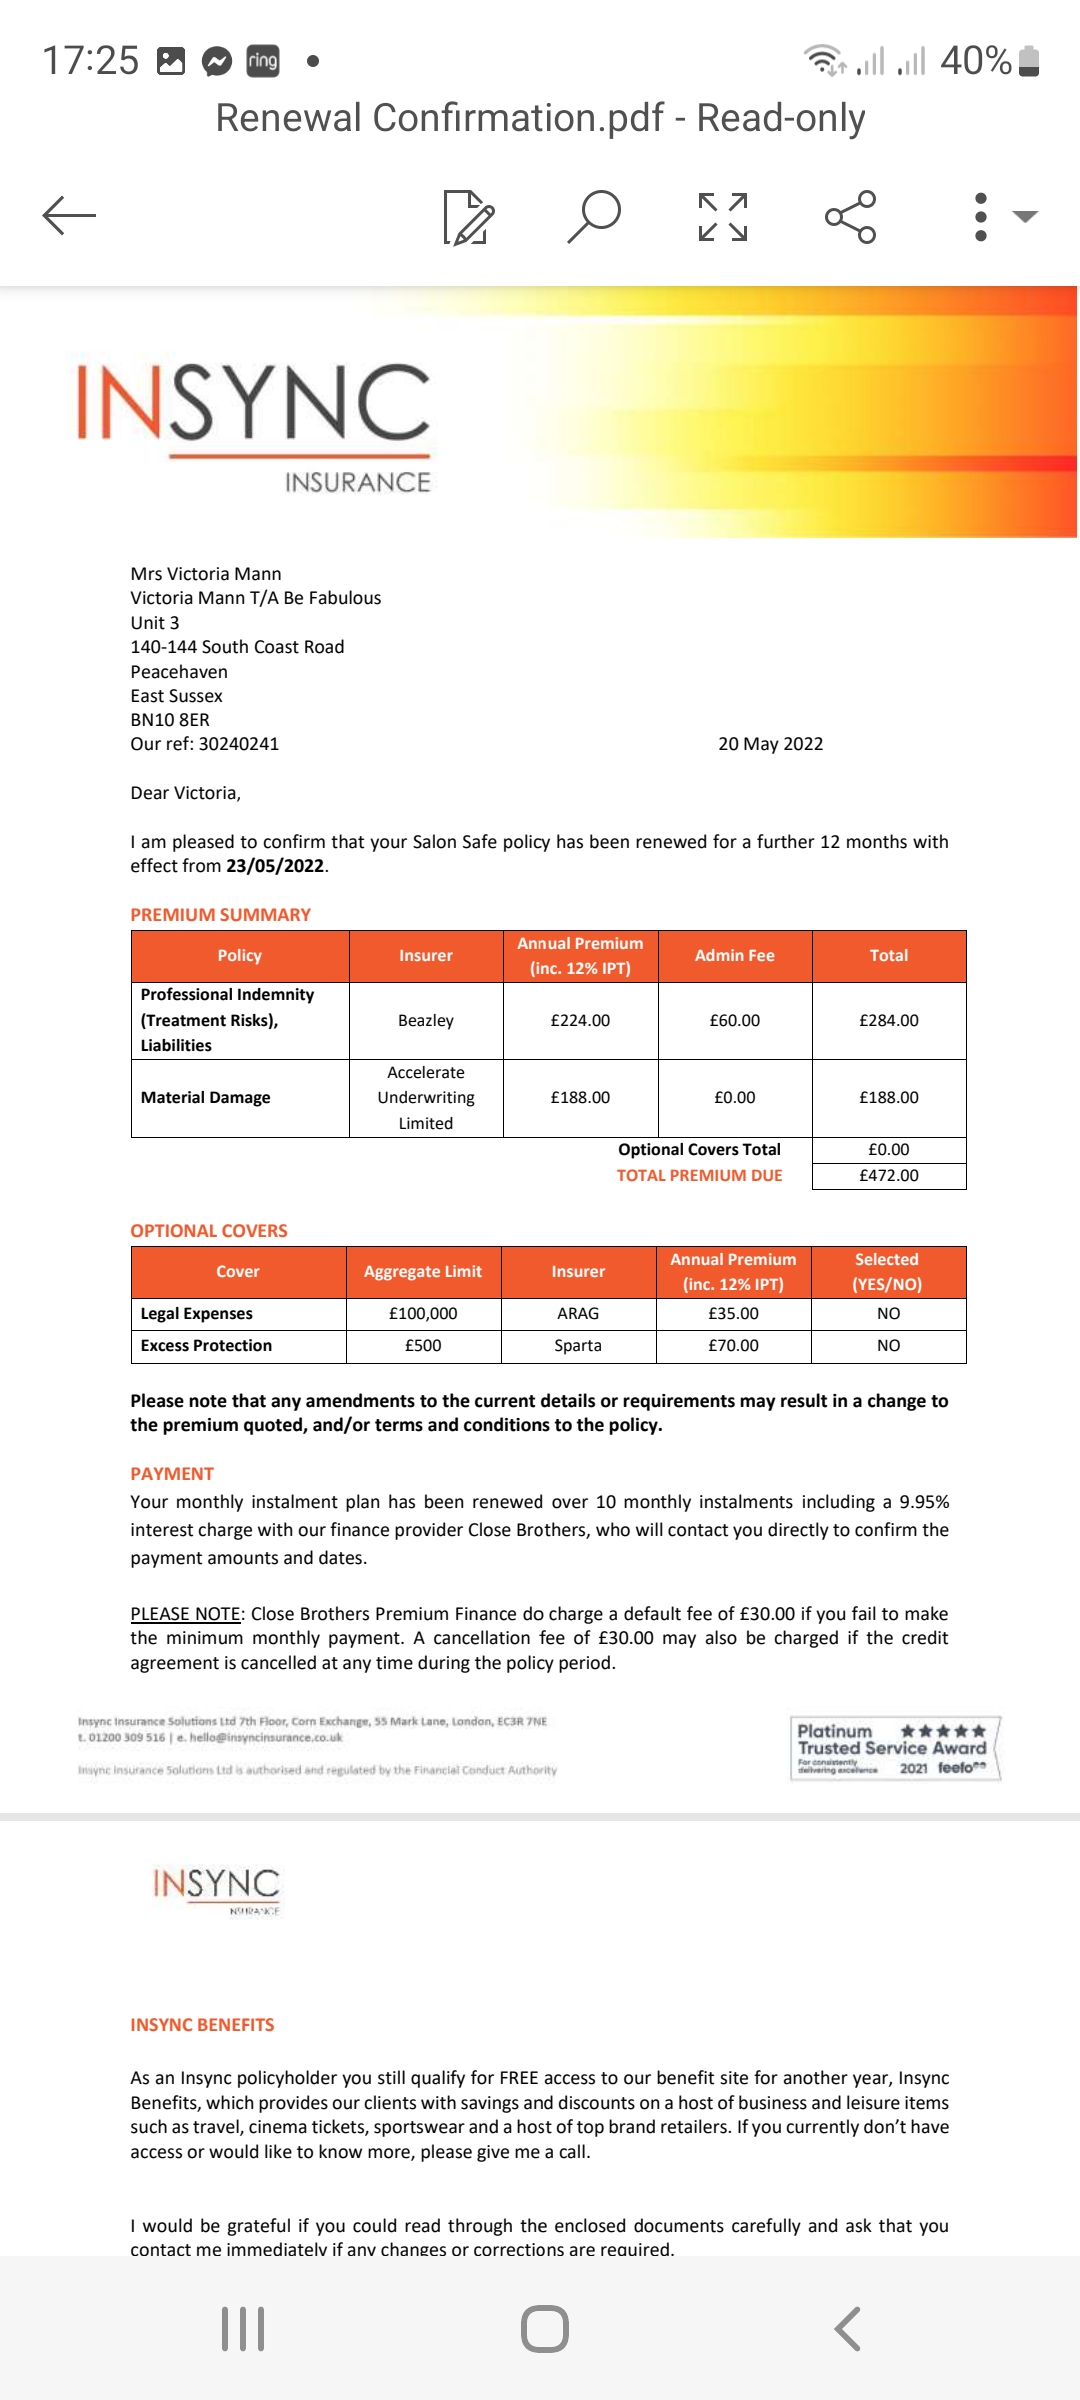 17:25 ring 40%
Renewal Confirmation.pdf - Read-only
INSYNC
INSURANCE
Mrs Victoria Mann
Victoria Mann T/A Be Fabulous
Unit 3
140-144 South Coast Road
Peacehaven
East Sussex
BN10 8ER
Our ref: 30240241 20 May 2022
Dear Victoria,
I am pleased to confirm that your Salon Safe policy has been renewed for a further 12 months with
effect from 23/05/2022.
PREMIUM SUMMARY
Policy Insurer Annual Premium (inc. 12% IPT) Admin Fee Total
Professional Indemnity (Treatment Risks), Liabilities Beazley £224.00 £60.00 £284.00
Material Damage Accelerate Underwriting Limited £188.00 £0.00 £188.00
Optional Covers Total £0.00
TOTAL PREMIUM DUE £472.00
OPTIONAL COVERS
Cover Aggregate Limit Insurer Annual Premium (inc. 12% IPT) Selected (YES/NO)
Legal Expenses £100,000 ARAG £35.00 NO
Excess Protection £500 Sparta £70.00 NO
Please note that any amendments to the current details or requirements may result in a change to
the premium quoted, and/or terms and conditions to the policy.
PAYMENT
Your monthly instalment plan has been renewed over 10 monthly instalments including a 9.95%
interest charge with our finance provider Close Brothers, who will contact you directly to confirm the
payment amounts and dates.
PLEASE NOTE: Close Brothers Premium Finance do charge a default fee of £30.00 if you fail to make
the minimum monthly payment. A cancellation fee of £30.00 may also be charged if the credit
agreement is cancelled at any time during the policy period.
Insync Insurance Solutions Ltd 7th Floor, Corn Exchange, 55 Mark Lane, London, EC3R 7NE
t. 01200 309 516 | e. hello@insyncinsurance.co.uk
Insync Insurance Solutions Ltd is authorised and regulated by the Financial Conduct Authority
Platinum
Trusted Service Award
For consistently
delivering excellence 2021 feefo
INSYNC
INSURANCE
INSYNC BENEFITS
As an Insync policyholder you still qualify for FREE access to our benefit site for another year, Insync
Benefits, which provides our clients with savings and discounts on a host of business and leisure items
such as travel, cinema tickets, sportswear and a host of top brand retailers. If you currently don't have
access or would like to know more, please give me a call.
I would be grateful if you could read through the enclosed documents carefully and ask that you
contact me immediately if any changes or corrections are required.